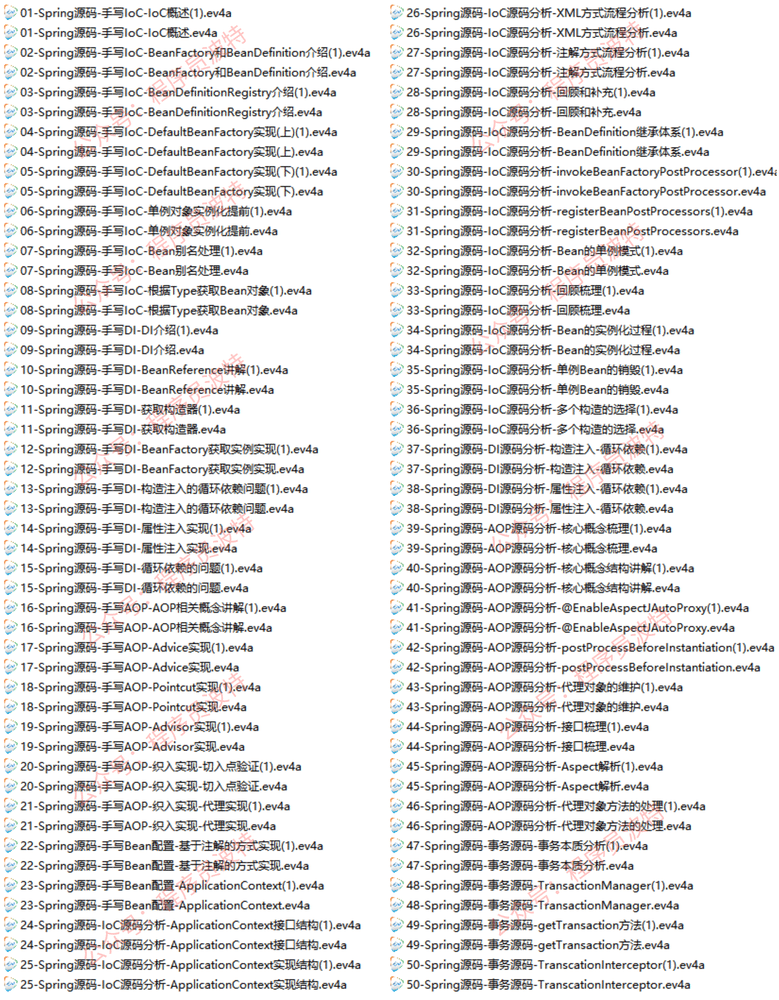 01-Spring源码-手写IoC-IoC概述(1).ev4a
01-Spring源码-手写IoC-IoC概述.ev4a
02-Spring源码-手写IoC-BeanFactory和BeanDefinition介绍(1).ev4a
02-Spring源码-手写IoC-BeanFactory和BeanDefinition介绍.ev4a
03-Spring源码-手写IoC-BeanDefinitionRegistry介绍(1).ev4a
03-Spring源码-手写IoC-BeanDefinitionRegistry介绍.ev4a
04-Spring源码-手写IoC-DefaultBeanFactory实现(上)(1).ev4a
04-Spring源码-手写IoC-DefaultBeanFactory实现(上).ev4a
05-Spring源码-手写IoC-DefaultBeanFactory实现(下)(1).ev4a
05-Spring源码-手写IoC-DefaultBeanFactory实现(下).ev4a
06-Spring源码-手写IoC-单例对象实例化提前(1).ev4a
06-Spring源码-手写IoC-单例对象实例化提前.ev4a
07-Spring源码-手写IoC-Bean别名处理(1).ev4a
07-Spring源码-手写IoC-Bean别名处理.ev4a
08-Spring源码-手写IoC-根据Type获取Bean对象(1).ev4a
08-Spring源码-手写IoC-根据Type获取Bean对象.ev4a
09-Spring源码-手写DI-DI介绍(1).ev4a
09-Spring源码-手写DI-DI介绍.ev4a
10-Spring源码-手写DI-BeanReference讲解(1).ev4a
10-Spring源码-手写DI-BeanReference讲解.ev4a
11-Spring源码-手写DI-获取构造器(1).ev4a
11-Spring源码-手写DI-获取构造器.ev4a
12-Spring源码-手写DI-BeanFactory获取实例实现(1).ev4a
12-Spring源码-手写DI-BeanFactory获取实例实现.ev4a
13-Spring源码-手写DI-构造注入的循环依赖问题(1).ev4a
13-Spring源码-手写DI-构造注入的循环依赖问题.ev4a
14-Spring源码-手写DI-属性注入实现(1).ev4a
14-Spring源码-手写DI-属性注入实现.ev4a
15-Spring源码-手写DI-循环依赖的问题(1).ev4a
15-Spring源码-手写DI-循环依赖的问题.ev4a
16-Spring源码-手写AOP-AOP相关概念讲解(1).ev4a
16-Spring源码-手写AOP-AOP相关概念讲解.ev4a
17-Spring源码-手写AOP-Advice实现(1).ev4a
17-Spring源码-手写AOP-Advice实现.ev4a
18-Spring源码-手写AOP-Pointcut实现(1).ev4a
18-Spring源码-手写AOP-Pointcut实现.ev4a
19-Spring源码-手写AOP-Advisor实现(1).ev4a
19-Spring源码-手写AOP-Advisor实现.ev4a
20-Spring源码-手写AOP-织入实现-切入点验证(1).ev4a
20-Spring源码-手写AOP-织入实现-切入点验证.ev4a
21-Spring源码-手写AOP-织入实现-代理实现(1).ev4a
21-Spring源码-手写AOP-织入实现-代理实现.ev4a
22-Spring源码-手写Bean配置-基于注解的方式实现(1).ev4a
22-Spring源码-手写Bean配置-基于注解的方式实现.ev4a
23-Spring源码-手写Bean配置-ApplicationContext(1).ev4a
23-Spring源码-手写Bean配置-ApplicationContext.ev4a
24-Spring源码-IoC源码分析-ApplicationContext接口结构(1).ev4a
24-Spring源码-IoC源码分析-ApplicationContext接口结构.ev4a
25-Spring源码-IoC源码分析-ApplicationContext实现结构(1).ev4a
25-Spring源码-IoC源码分析-ApplicationContext实现结构.ev4a
26-Spring源码-IoC源码分析-XML方式流程分析(1).ev4a
26-Spring源码-IoC源码分析-XML方式流程分析.ev4a
27-Spring源码-IoC源码分析-注解方式流程分析(1).ev4a
27-Spring源码-IoC源码分析-注解方式流程分析.ev4a
28-Spring源码-IoC源码分析-回顾和补充(1).ev4a
28-Spring源码-IoC源码分析-回顾和补充.ev4a
29-Spring源码-IoC源码分析-BeanDefinition继承体系(1).ev4a
29-Spring源码-IoC源码分析-BeanDefinition继承体系.ev4a
30-Spring源码-IoC源码分析-invokeBeanFactoryPostProcessor(1).ev4a
30-Spring源码-IoC源码分析-invokeBeanFactoryPostProcessor.ev4a
31-Spring源码-IoC源码分析-registerBeanPostProcessors(1).ev4a
31-Spring源码-IoC源码分析-registerBeanPostProcessors.ev4a
32-Spring源码-IoC源码分析-Bean的单例模式(1).ev4a
32-Spring源码-IoC源码分析-Bean的单例模式.ev4a
33-Spring源码-IoC源码分析-回顾梳理(1).ev4a
33-Spring源码-IoC源码分析-回顾梳理.ev4a
34-Spring源码-IoC源码分析-Bean的实例化过程(1).ev4a
34-Spring源码-IoC源码分析-Bean的实例化过程.ev4a
35-Spring源码-IoC源码分析-单例Bean的销毁(1).ev4a
35-Spring源码-IoC源码分析-单例Bean的销毁.ev4a
36-Spring源码-IoC源码分析-多个构造的选择(1).ev4a
36-Spring源码-IoC源码分析-多个构造的选择.ev4a
37-Spring源码-DI源码分析-构造注入-循环依赖(1).ev4a
37-Spring源码-DI源码分析-构造注入-循环依赖.ev4a
38-Spring源码-DI源码分析-属性注入-循环依赖(1).ev4a
38-Spring源码-DI源码分析-属性注入-循环依赖.ev4a
39-Spring源码-AOP源码分析-核心概念梳理(1).ev4a
39-Spring源码-AOP源码分析-核心概念梳理.ev4a
40-Spring源码-AOP源码分析-核心概念结构讲解(1).ev4a
40-Spring源码-AOP源码分析-核心概念结构讲解.ev4a
41-Spring源码-AOP源码分析-@EnableAspectJAutoProxy(1).ev4a
41-Spring源码-AOP源码分析-@EnableAspectJAutoProxy.ev4a
42-Spring源码-AOP源码分析-postProcessBeforeInstantiation(1).ev4a
42-Spring源码-AOP源码分析-postProcessBeforeInstantiation.ev4a
43-Spring源码-AOP源码分析-代理对象的维护(1).ev4a
43-Spring源码-AOP源码分析-代理对象的维护.ev4a
44-Spring源码-AOP源码分析-接口梳理(1).ev4a
44-Spring源码-AOP源码分析-接口梳理.ev4a
45-Spring源码-AOP源码分析-Aspect解析(1).ev4a
45-Spring源码-AOP源码分析-Aspect解析.ev4a
46-Spring源码-AOP源码分析-代理对象方法的处理(1).ev4a
46-Spring源码-AOP源码分析-代理对象方法的处理.ev4a
47-Spring源码-事务源码-事务本质分析(1).ev4a
47-Spring源码-事务源码-事务本质分析.ev4a
48-Spring源码-事务源码-TransactionManager(1).ev4a
48-Spring源码-事务源码-TransactionManager.ev4a
49-Spring源码-事务源码-getTransaction方法(1).ev4a
49-Spring源码-事务源码-getTransaction方法.ev4a
50-Spring源码-事务源码-TranscationInterceptor(1).ev4a
50-Spring源码-事务源码-TranscationInterceptor.ev4a
公众号：程序员波特
公众号：程序员波特
公众号：程序员波特
公众号：程序员波特
公众号：程序员波特
公众号：程序员波特
公众号：程序员波特
公众号：程序员波特
公众号：程序员波特
公众号：程序员波特